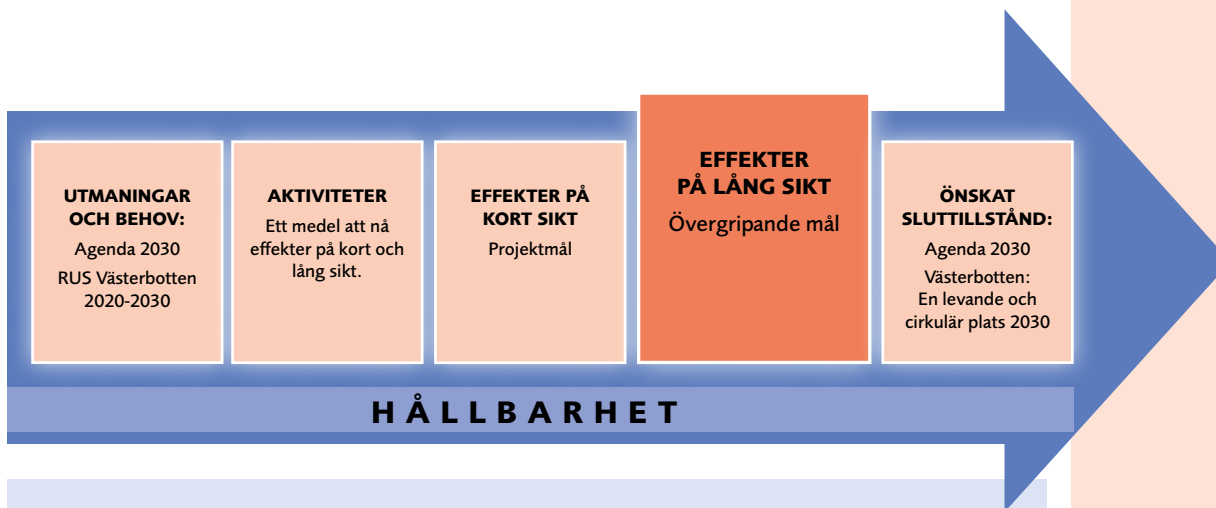 UTMANINGAR
OCH BEHOV:
Agenda 2030
RUS Västerbotten
2020-2030
AKTIVITETER
Ett medel att nå
effekter på kort och
lång sikt.
EFFEKTER PÅ
KORT SIKT
Projektmål
EFFEKTER
PÅ LÅNG SIKT
Övergripande mål
ÖNSKAT
SLUTTILLSTÅND:
Agenda 2030
Västerbotten:
En levande och
cirkulär plats 2030
HÅLLBARHET